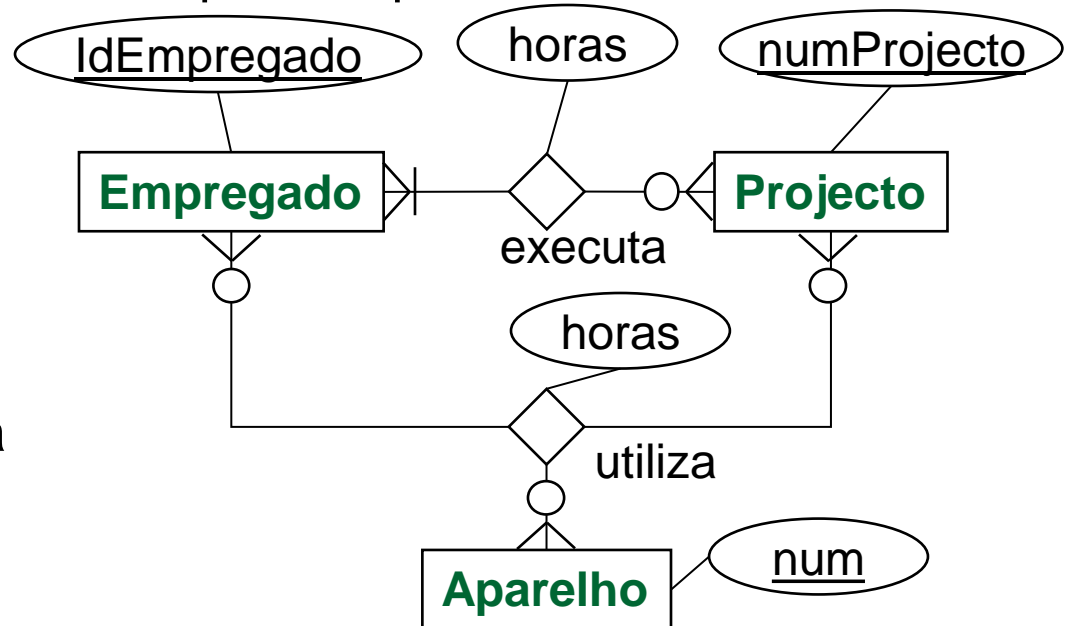 IdEmpregado
horas
numProjecto
Empregado
Projecto
executa
horas
utiliza
num
Aparelho